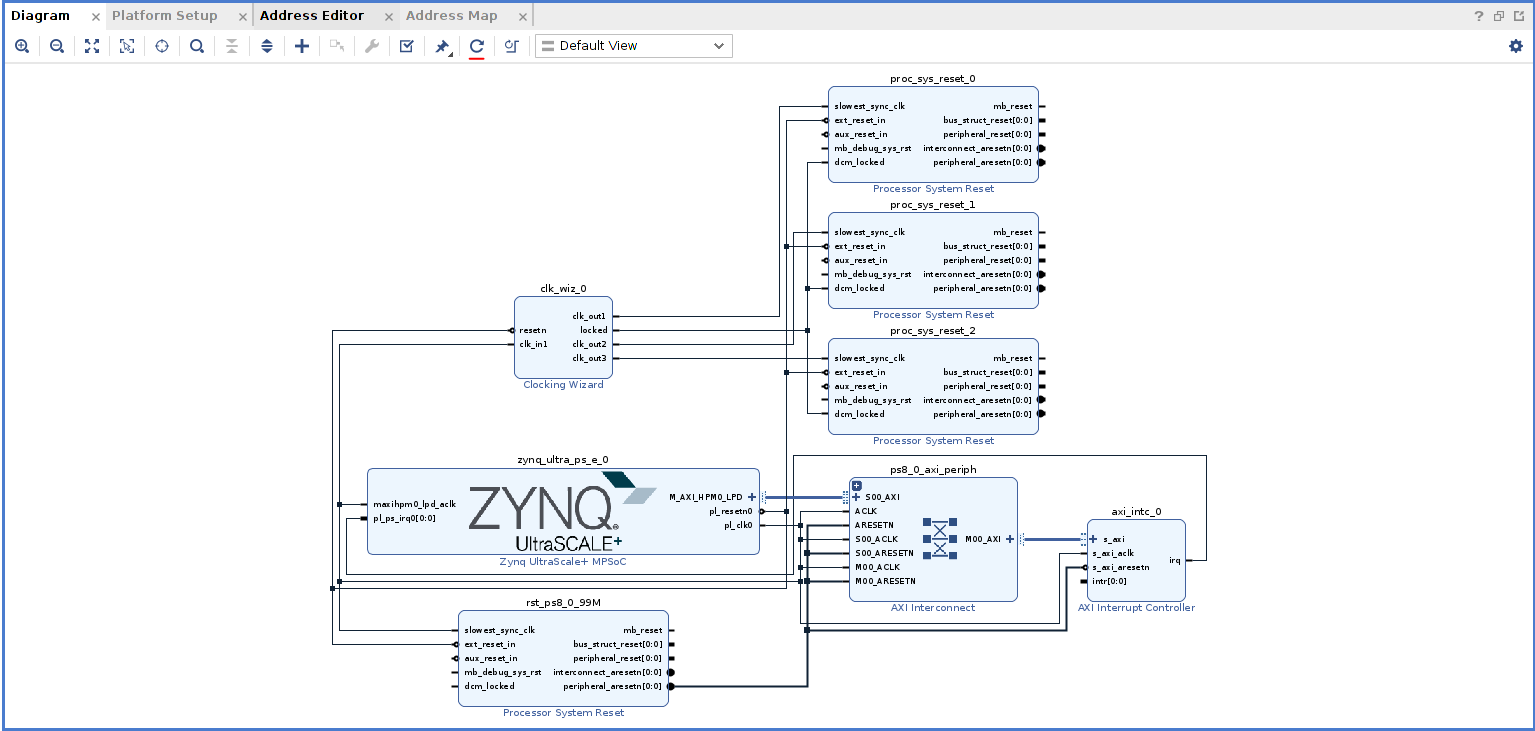 Diagram
Platform Setup
Address Editor
Address Map
Default View
proc_sys_reset_0
slowest_sync_clk
ext_reset_in
aux_reset_in
mb_debug_sys_rst
dcm_locked
mb_reset
bus_struct_reset[0:0]
peripheral_reset[0:0]
interconnect_aresetn[0:0]
peripheral_aresetn[0:0]
Processor System Reset
proc_sys_reset_1
slowest_sync_clk
ext_reset_in
aux_reset_in
mb_debug_sys_rst
dcm_locked
mb_reset
bus_struct_reset[0:0]
peripheral_reset[0:0]
interconnect_aresetn[0:0]
peripheral_aresetn[0:0]
Processor System Reset
clk_wiz_0
resetn
clk_in1
clk_out1
locked
clk_out2
clk_out3
Clocking Wizard
proc_sys_reset_2
slowest_sync_clk
ext_reset_in
aux_reset_in
mb_debug_sys_rst
dcm_locked
mb_reset
bus_struct_reset[0:0]
peripheral_reset[0:0]
interconnect_aresetn[0:0]
peripheral_aresetn[0:0]
Processor System Reset
zynq_ultra_ps_e_0
maxihpm0_lpd_aclk
pl_ps_irq0[0:0]
ZYNQ
UltraSCALE+
M_AXI_HPM0_LPD
pl_resetn0
pl_clk0
Zynq UltraScale+ MPSoC
ps8_0_axi_periph
S00_AXI
ACLK
ARESETN
S00_ACLK
S00_ARESETN
M00_ACLK
M00_ARESETN
M00_AXI
AXI Interconnect
axi_intc_0
s_axi
s_axi_aclk
s_axi_aresetn
intr[0:0]
irq
AXI Interrupt Controller
rst_ps8_0_99M
slowest_sync_clk
ext_reset_in
aux_reset_in
mb_debug_sys_rst
dcm_locked
mb_reset
bus_struct_reset[0:0]
peripheral_reset[0:0]
interconnect_aresetn[0:0]
peripheral_aresetn[0:0]
Processor System Reset